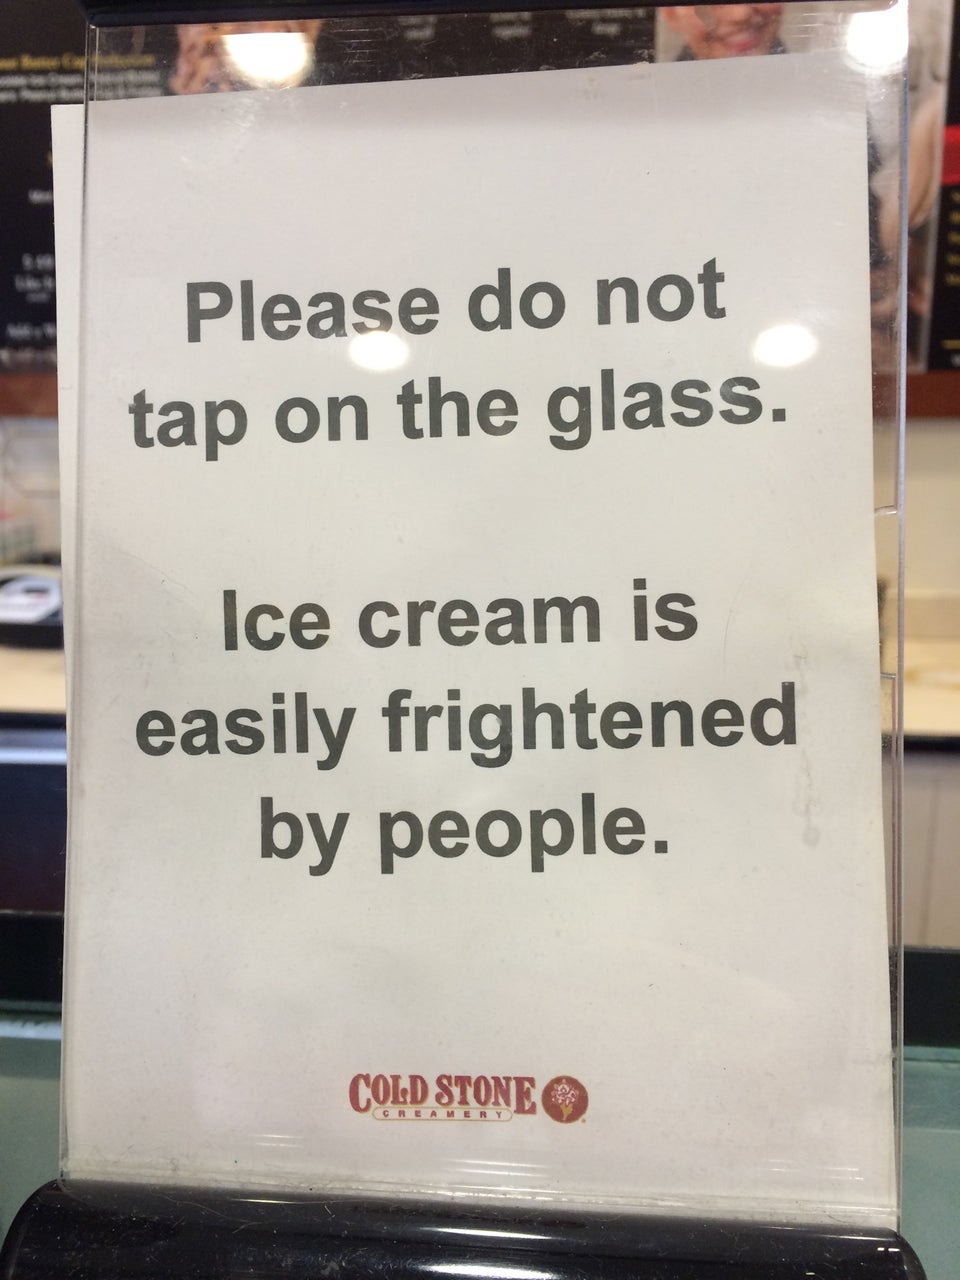 Please do not
tap on the glass.
Ice cream is
easily frightened
by people.
COLD STONE
CREAMERY